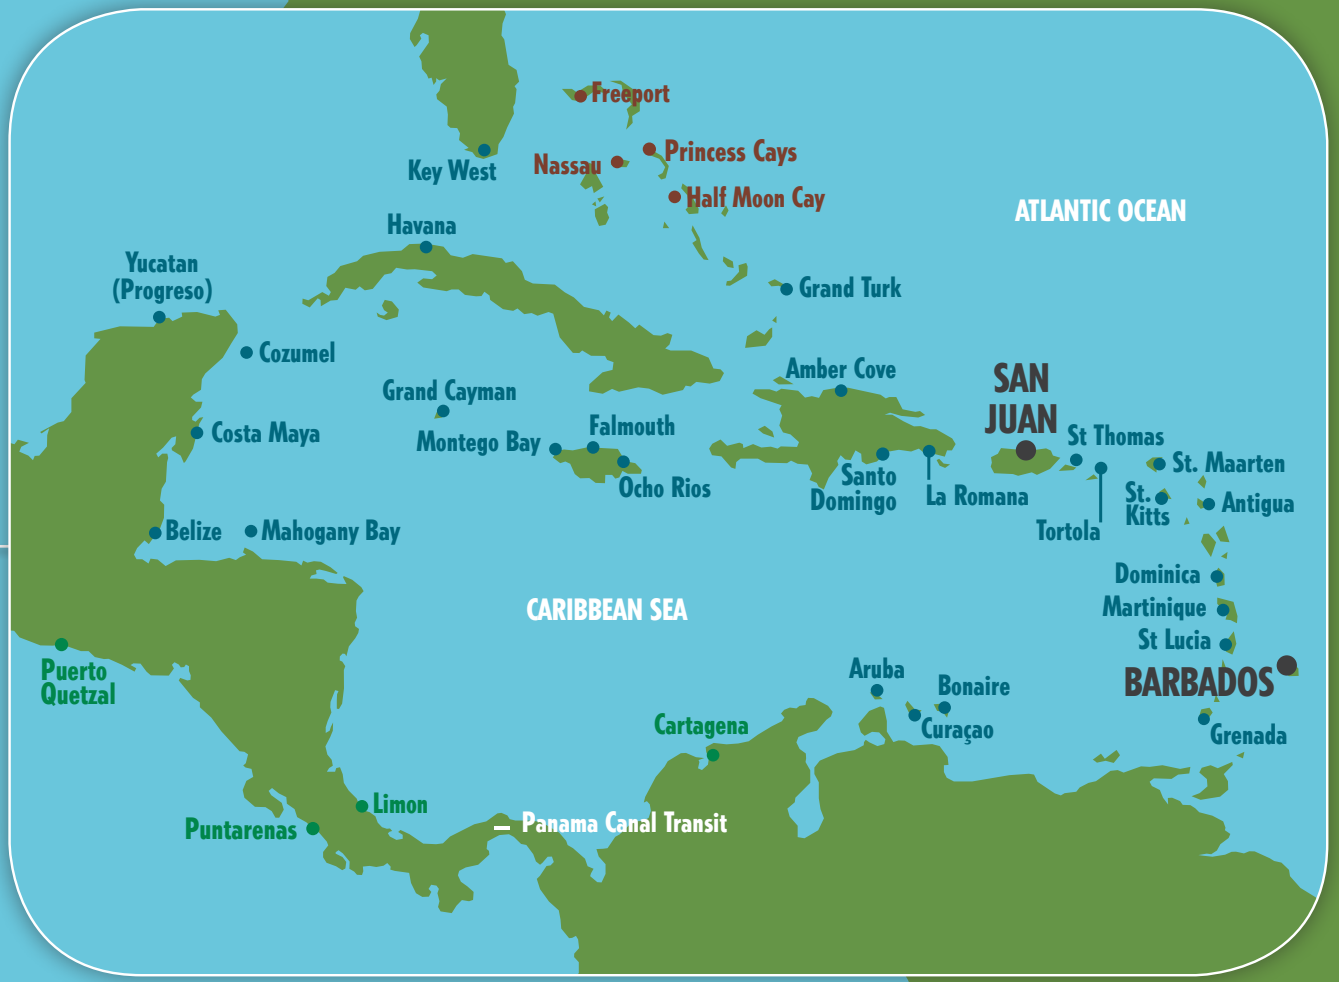 Freeport
Princess Cays
Nassau
Key West
Half Moon Cay
ATLANTIC OCEAN
Havana
Yucatan
(Progreso)
Grand Turk
Cozumel
Amber Cove
SAN
JUAN
Grand Cayman
Costa Maya
Montego Bay
Falmouth
St Thomas
St. Maarten
Ocho Rios
Santo
Domingo
La Romana
St.
Kitts
Antigua
Tortola
Belize
Mahogany Bay
Dominica
CARIBBEAN SEA
Martinique
St Lucia
Puerto
Quetzal
Aruba
Bonaire
BARBADOS
Cartagena
Curaçao
Grenada
Limon
Puntarenas
Panama Canal Transit